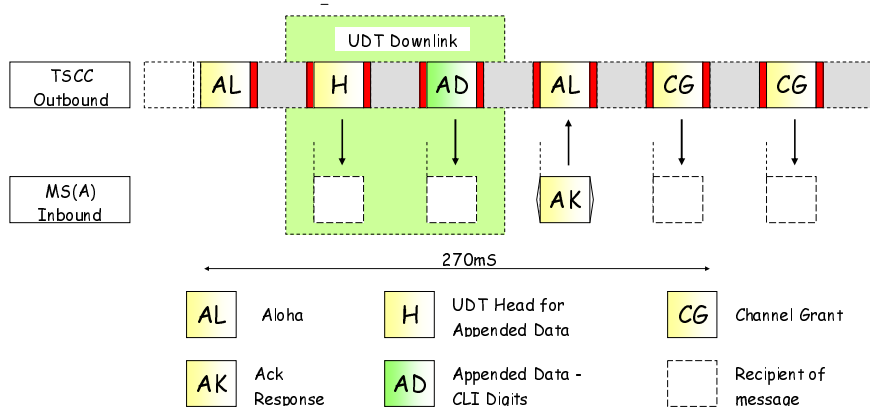 UDT Downlink
TSCC
Outbound
AL
H
AD
AL
CG
CG
MS(A)
Inbound
AK
270mS
AL
Aloha
H
UDT Head for
Appended Data
CG
Channel Grant
AK
Ack
Response
AD
Appended Data -
CLI Digits
Recipient of
message